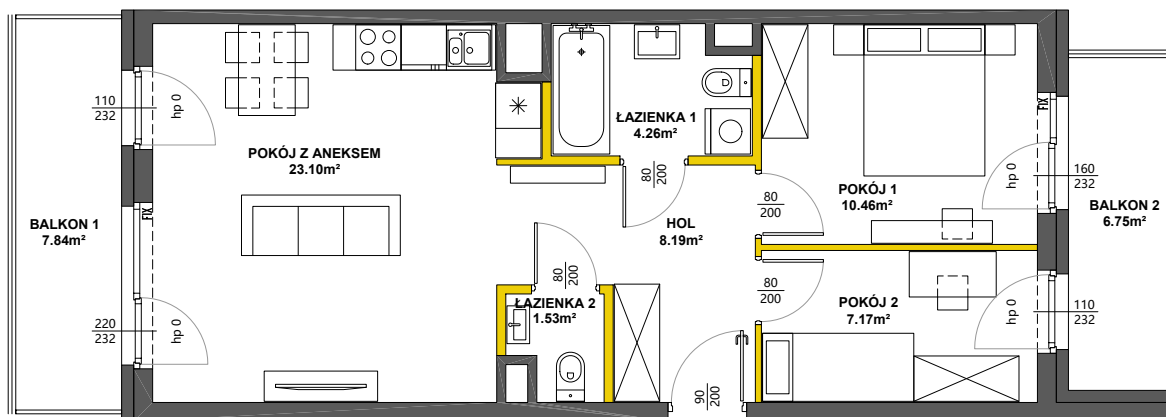 BALKON 1
7.84m²
110
232
hp 0
FIX
220
232
hp 0
POKÓJ Z ANEKSEM
23.10m²
ŁAZIENKA 1
4.26m²
80
200
HOL
8.19m²
80
200
ŁAZIENKA 2
1.53m²
80
200
80
200
90
200
POKÓJ 1
10.46m²
POKÓJ 2
7.17m²
FIX
hp 0
160
232
hp 0
110
232
BALKON 2
6.75m²